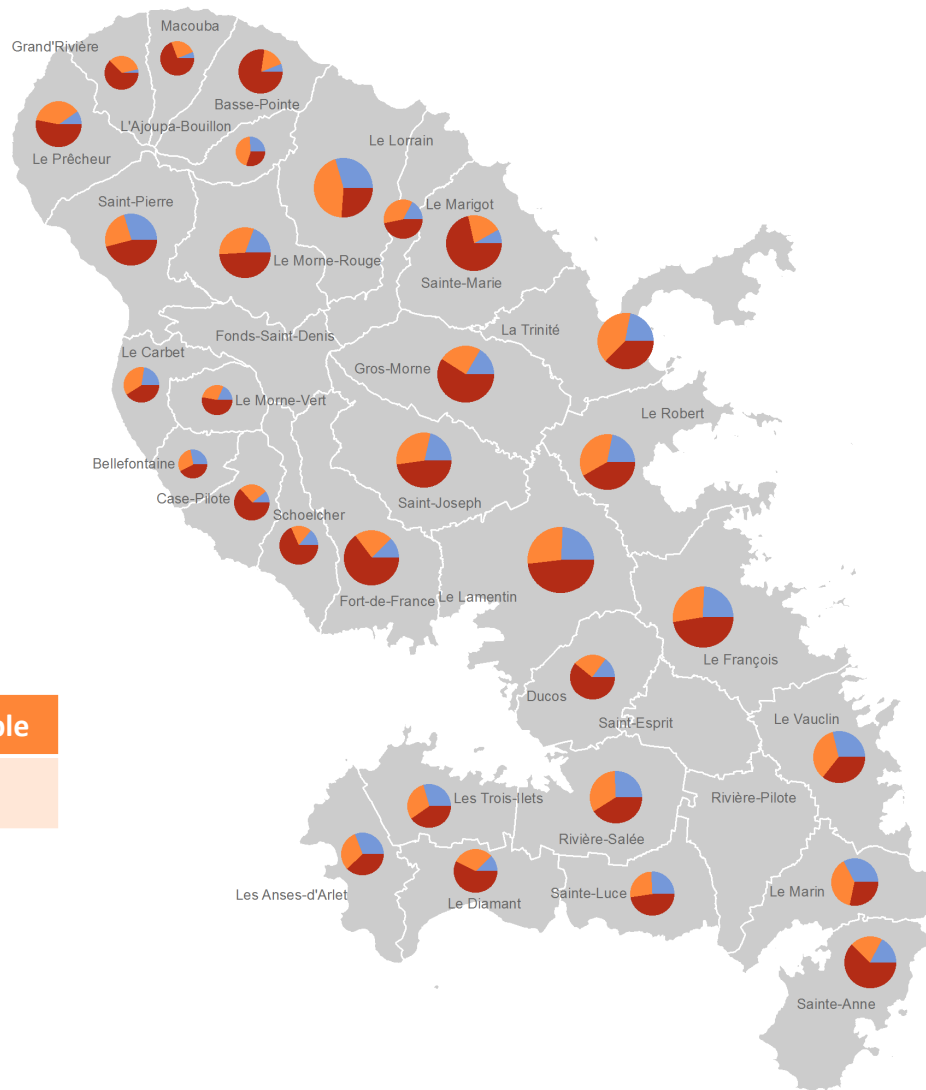 Macouba
Grand'Rivière
Basse-Pointe
L'Ajoupa-Bouillon
Le Lorrain
Le Prêcheur
Saint-Pierre
Le Marigot
Le Morne-Rouge
Sainte-Marie
La Trinité
Fonds-Saint-Denis
Le Carbet
Gros-Morne
Le Morne-Vert
Le Robert
Bellefontaine
Case-Pilote
Saint-Joseph
Schoelcher
Le Lamentin
Fort-de-France
Le François
Ducos
Saint-Esprit
Le Vauclin
ble
Les Trois-Ilets
Rivière-Pilote
Rivière-Salée
Les Anses-d'Arlet
Le Diamant
Sainte-Luce
Le Marin
Sainte-Anne